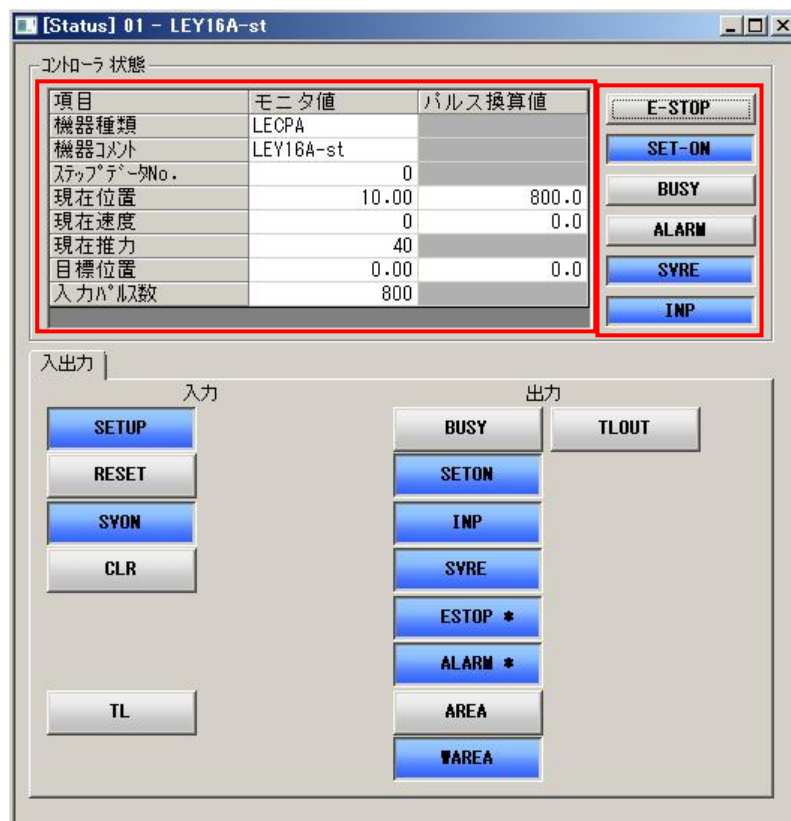 [Status] 01 - LEY16A-st
コントローラ 状態
項目 モニタ値 パルス換算値
機器種類 LECPA
機器コメント LEY16A-st
ステップデータNo. 0
現在位置 10.00 800.0
現在速度 0 0.0
現在推力 40
目標位置 0.00 0.0
入力パルス数 800
E-STOP
SET-ON
BUSY
ALARM
SVRE
INP
入出力
入力 出力
SETUP BUSY TLOUT
RESET SETON
SVON INP
CLR SVRE
ESTOP *
ALARM *
TL AREA
WAREA